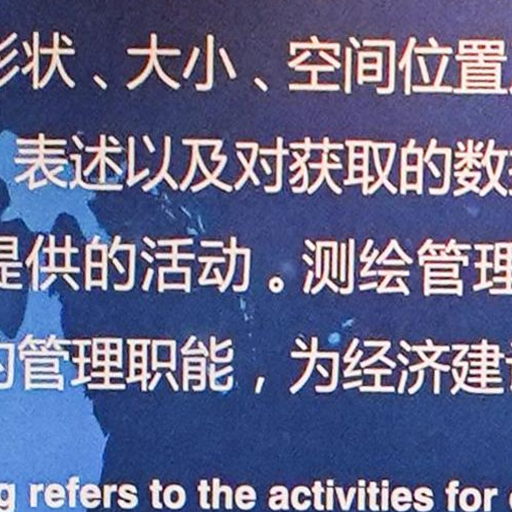 形状、大小、空间位置
表述以及对获取的数
提供的活动。测绘管理
的管理职能，为经济建
g refers to the activities for